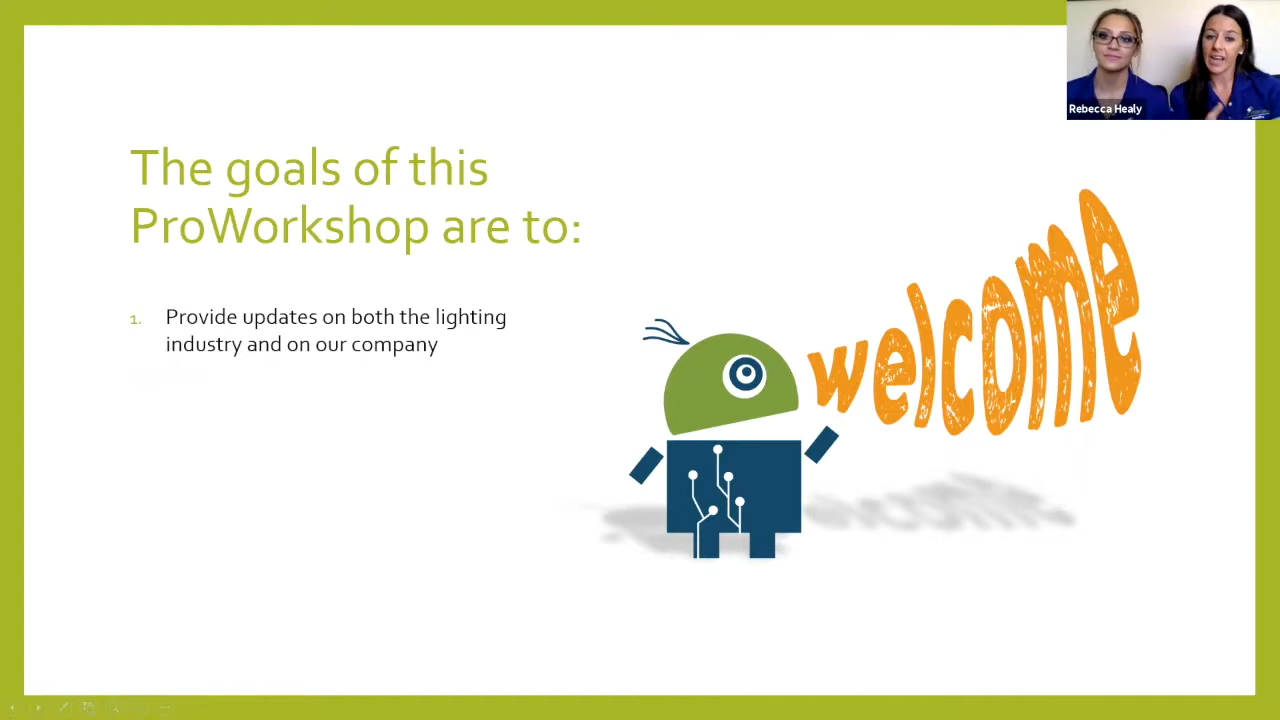 Rebecca Healy
The goals of this
ProWorkshop are to:
1. Provide updates on both the lighting
industry and on our company
welcome